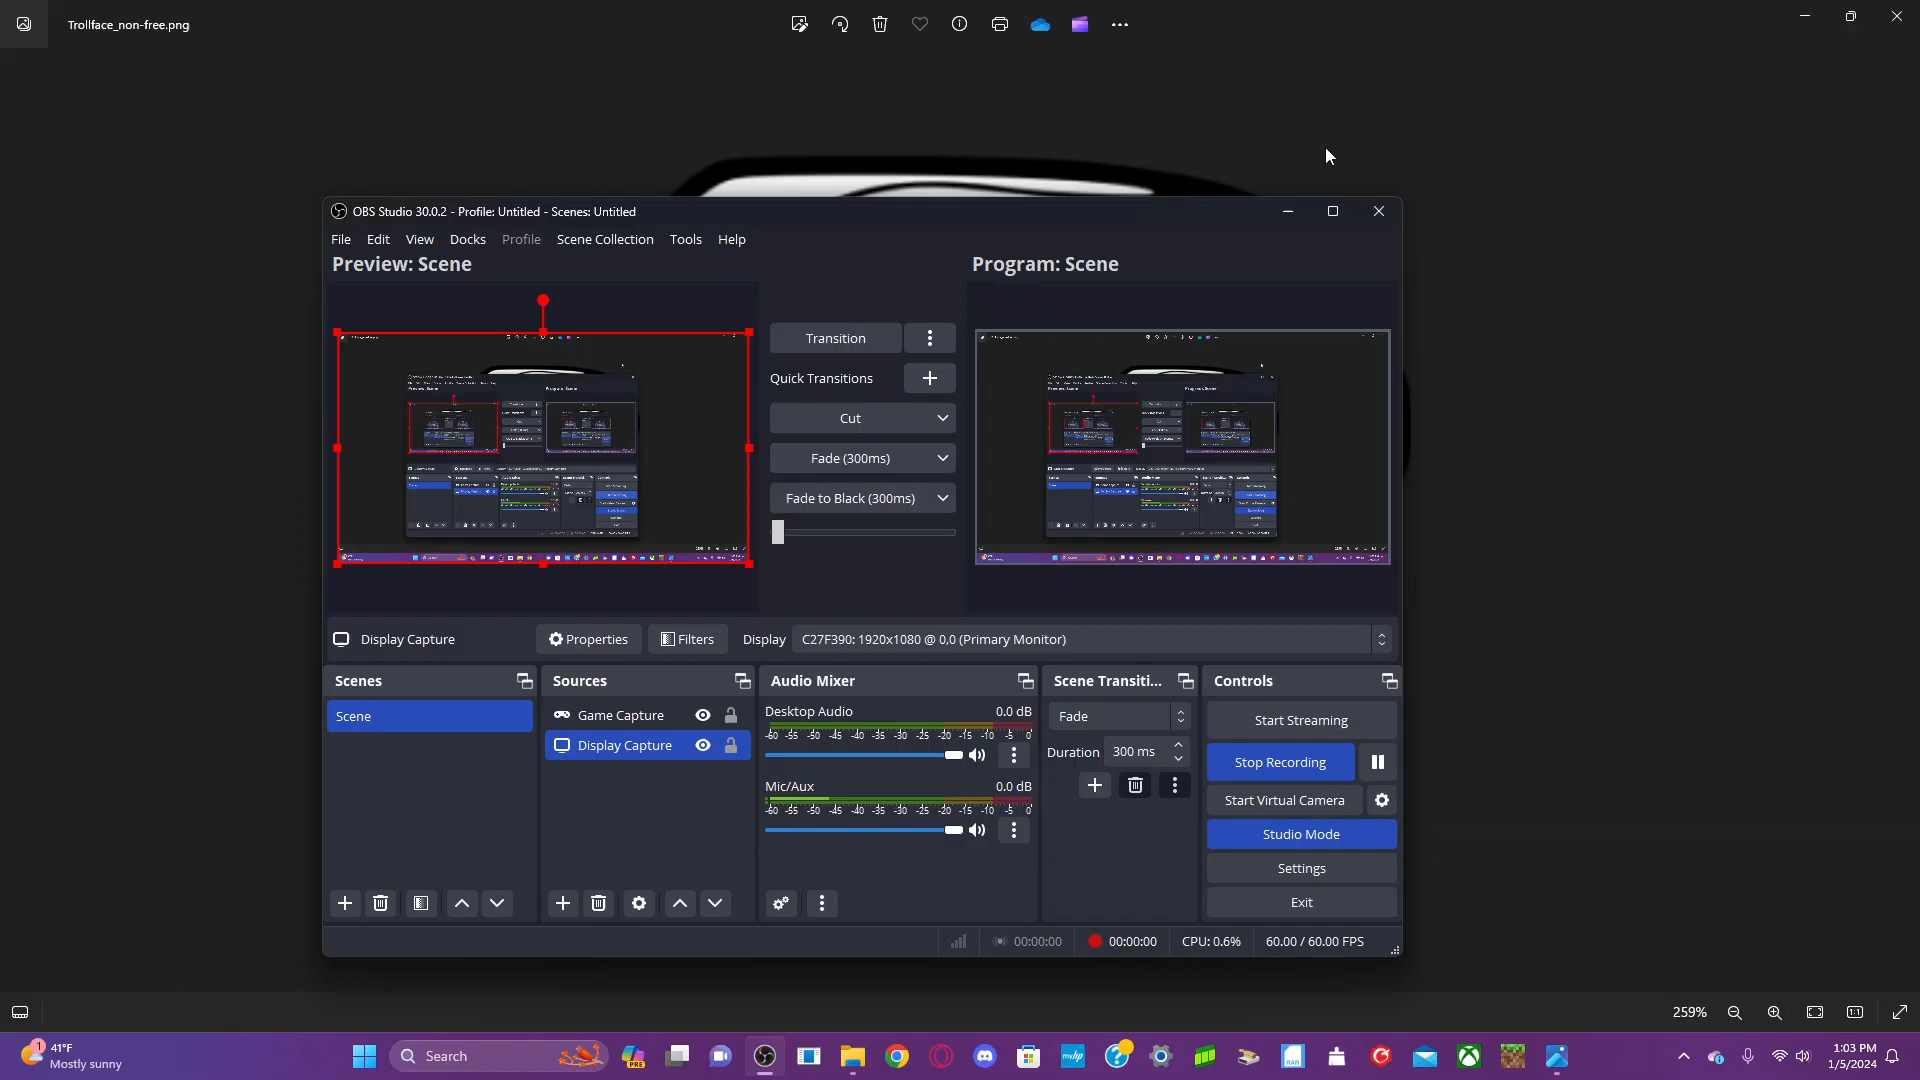 Trollface_non-free.png
OBS Studio 30.0.2 - Profile: Untitled - Scenes: Untitled
File Edit View Docks Profile Scene Collection Tools Help
Preview: Scene
Program: Scene
Transition
Quick Transitions
Cut
Fade (300ms)
Fade to Black (300ms)
Display Capture
Properties
Filters
Display
C27F390: 1920x1080 @ 0,0 (Primary Monitor)
Scenes
Scene
Sources
Game Capture
Display Capture
Audio Mixer
Desktop Audio 0.0 dB
-60 -55 -50 -45 -40 -35 -30 -25 -20 -15 -10 -5 0
Mic/Aux 0.0 dB
-60 -55 -50 -45 -40 -35 -30 -25 -20 -15 -10 -5 0
Scene Transiti...
Fade
Duration 300 ms
Controls
Start Streaming
Stop Recording
Start Virtual Camera
Studio Mode
Settings
Exit
00:00:00
00:00:00
CPU: 0.6%
60.00 / 60.00 FPS
259%
1:1
1
41°F
Mostly sunny
Search
PRE
myhp
RAR
1:03 PM
1/5/2024